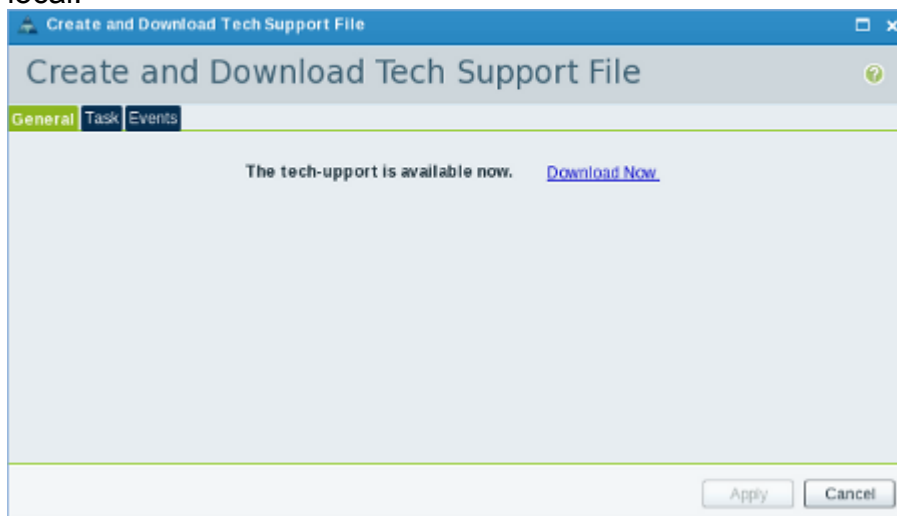 local.
Create and Download Tech Support File
Create and Download Tech Support File
General Task Events
The tech-upport is available now. Download Now
Apply Cancel